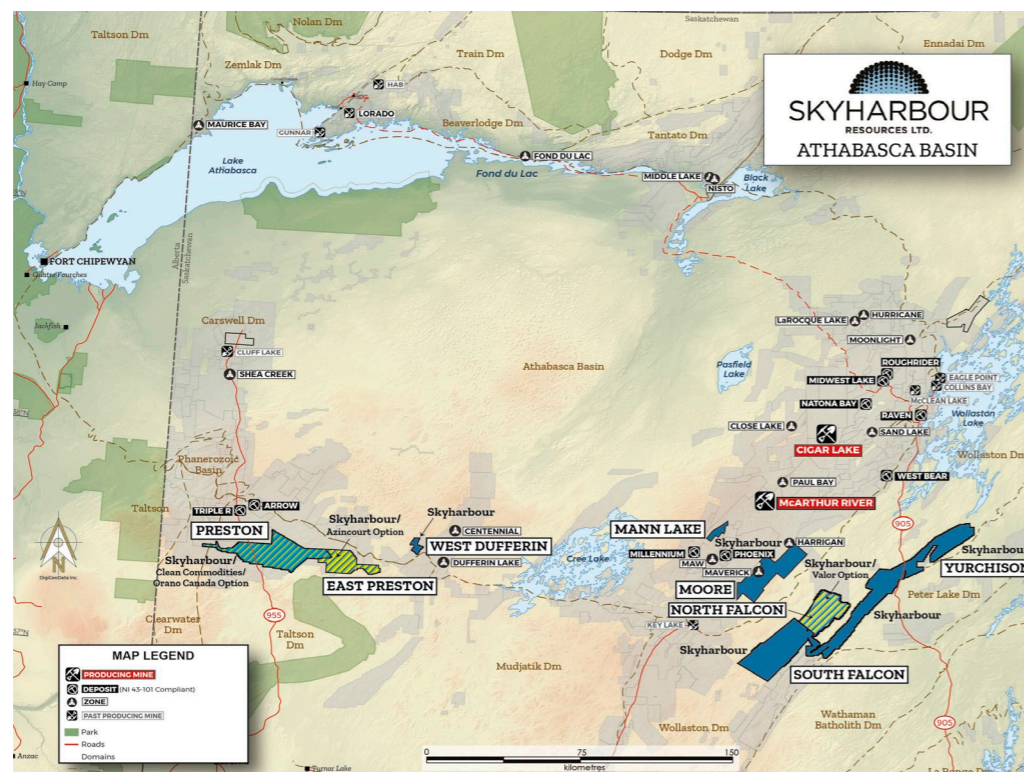 Taltson Dm
Nolan Dm
Saskatchewan
Zemlak Dm
Train Dm
Dodge Dm
Ennadai Dm
Hay Camp
HAB
SKYHARBOUR
RESOURCES LTD.
ATHABASCA BASIN
MAURICE BAY
LORADO
GUNNAR
Beaverlodge Dm
Tantato Dm
Lake
Athabasca
FOND DU LAC
Fond du Lac
MIDDLE LAKE
NISTO
Black
Lake
Alberta
Saskatchewan
FORT CHIPEWYAN
Quatre Fourches
Jackfish
Carswell Dm
CLUFF LAKE
SHEA CREEK
Athabasca Basin
Pasfield
Lake
LaROCQUE LAKE
HURRICANE
MOONLIGHT
ROUGHRIDER
MIDWEST LAKE
EAGLE POINT
COLLINS BAY
McCLEAN LAKE
NATONA BAY
RAVEN
Wollaston
Lake
CLOSE LAKE
SAND LAKE
CIGAR LAKE
Wollaston Dm
58°N
Phanerozoic
Basin
PAUL BAY
WEST BEAR
McARTHUR RIVER
Taltson
TRIPLE R
ARROW
PRESTON
Skyharbour/
Azincourt Option
Skyharbour
CENTENNIAL
WEST DUFFERIN
DUFFERIN LAKE
MANN LAKE
905
Skyharbour
HARRIGAN
Cree Lake
MILLENNIUM
PHOENIX
MAW
MAVERICK
Skyharbour/
Valor Option
Skyharbour
YURCHISON
DigiGeoData Inc.
Skyharbour/
Clean Commodities/
Orano Canada Option
EAST PRESTON
MOORE
Peter Lake Dm
NORTH FALCON
955
Skyharbour
Clearwater
Dm
57°N
Taltson
Dm
KEY LAKE
Skyharbour
Mudjatik Dm
SOUTH FALCON
MAP LEGEND
PRODUCING MINE
DEPOSIT (NI 43-101 Compliant)
ZONE
PAST PRODUCING MINE
Park
Roads
Domains
Wollaston Dm
Wathaman
Batholith Dm
905
0 75 150
kilometres
Anzac